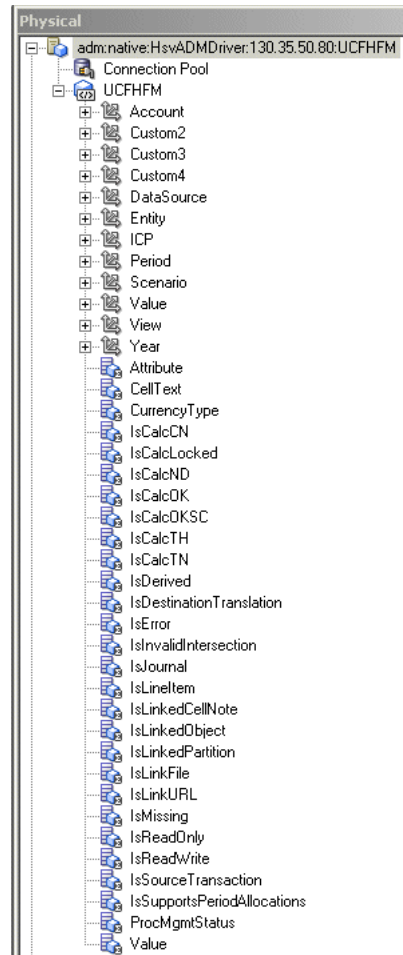 Physical
adm:native:HsvADMDriver:130.35.50.80:UCFHFM
Connection Pool
UCFHFM
Account
Custom2
Custom3
Custom4
DataSource
Entity
ICP
Period
Scenario
Value
View
Year
Attribute
CellText
CurrencyType
IsCalcCN
IsCalcLocked
IsCalcND
IsCalcOK
IsCalcOKSC
IsCalcTH
IsCalcTN
IsDerived
IsDestinationTranslation
IsError
IsInvalidIntersection
IsJournal
IsLineItem
IsLinkedCellNote
IsLinkedObject
IsLinkedPartition
IsLinkFile
IsLinkURL
IsMissing
IsReadOnly
IsReadWrite
IsSourceTransaction
IsSupportsPeriodAllocations
ProcMgmtStatus
Value